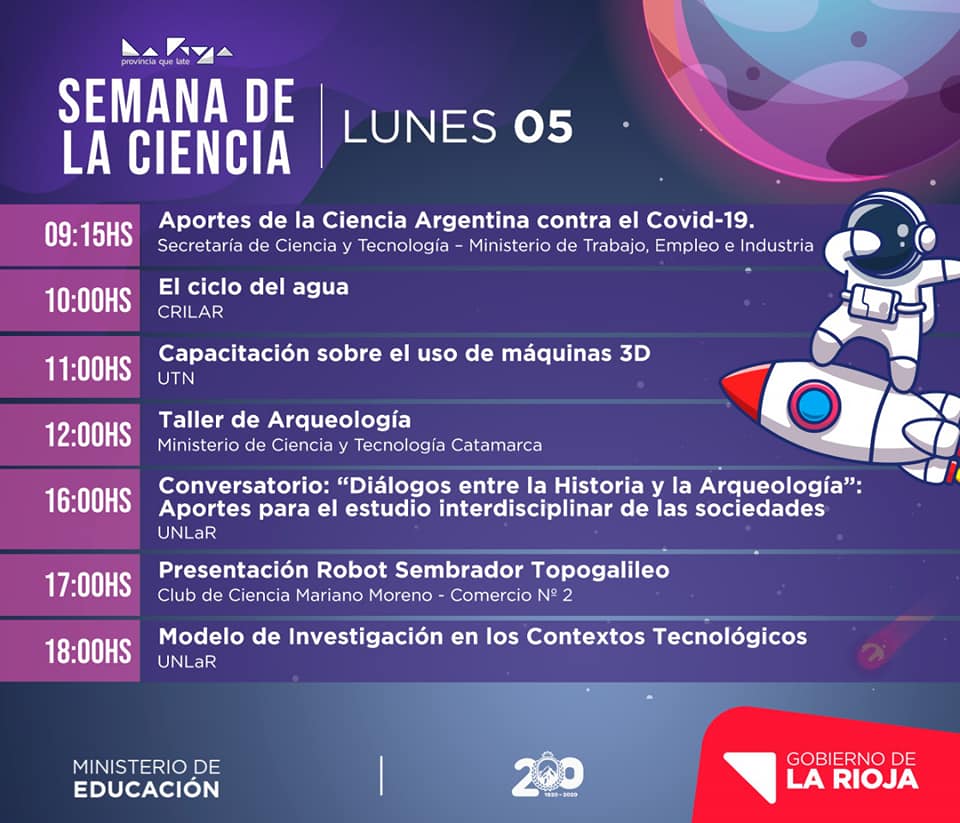 La Rioja
provincia que late
SEMANA DE
LA CIENCIA
LUNES 05
09:15HS
Aportes de la Ciencia Argentina contra el Covid-19.
Secretaría de Ciencia y Tecnología – Ministerio de Trabajo, Empleo e Industria
10:00HS
El ciclo del agua
CRILAR
11:00HS
Capacitación sobre el uso de máquinas 3D
UTN
12:00HS
Taller de Arqueología
Ministerio de Ciencia y Tecnología Catamarca
16:00HS
Conversatorio: “Diálogos entre la Historia y la Arqueología”:
Aportes para el estudio interdisciplinar de las sociedades
UNLaR
17:00HS
Presentación Robot Sembrador Topogalileo
Club de Ciencia Mariano Moreno - Comercio Nº 2
18:00HS
Modelo de Investigación en los Contextos Tecnológicos
UNLaR
MINISTERIO DE
EDUCACIÓN
200
1820-2020
GOBIERNO DE
LA RIOJA